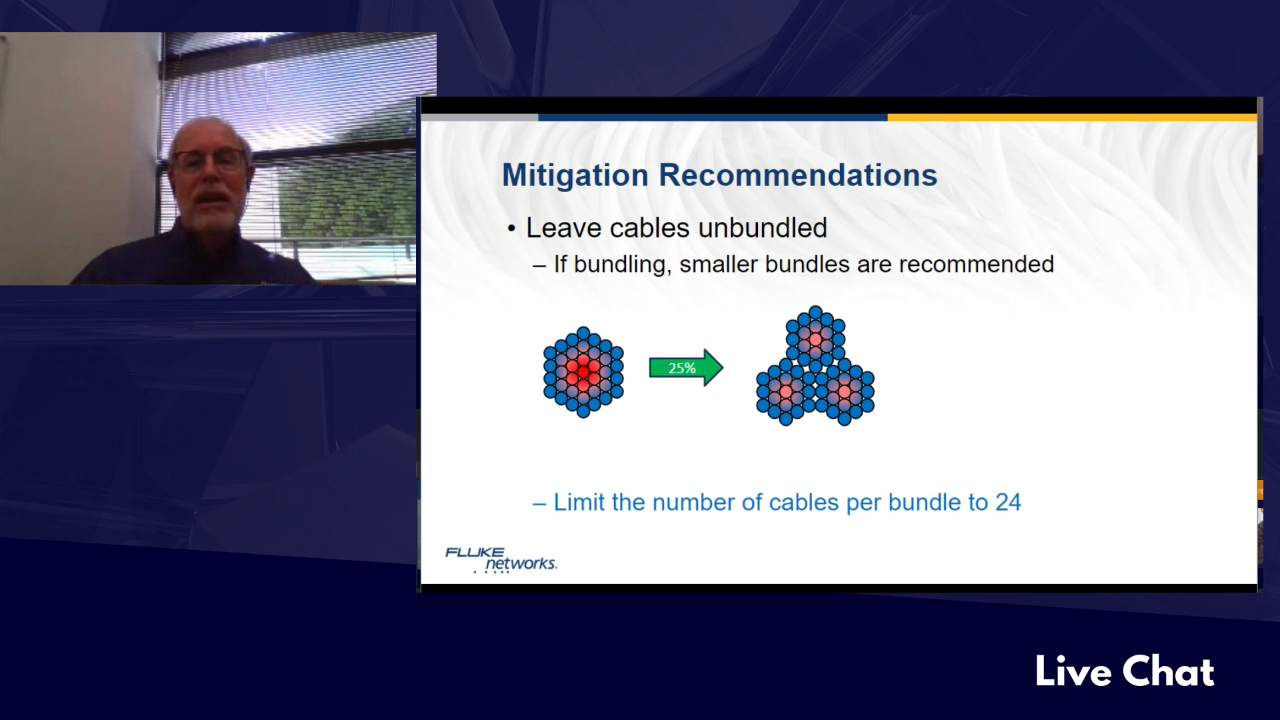 Mitigation Recommendations
• Leave cables unbundled
– If bundling, smaller bundles are recommended
25%
– Limit the number of cables per bundle to 24
FLUKE
networks.
Live Chat